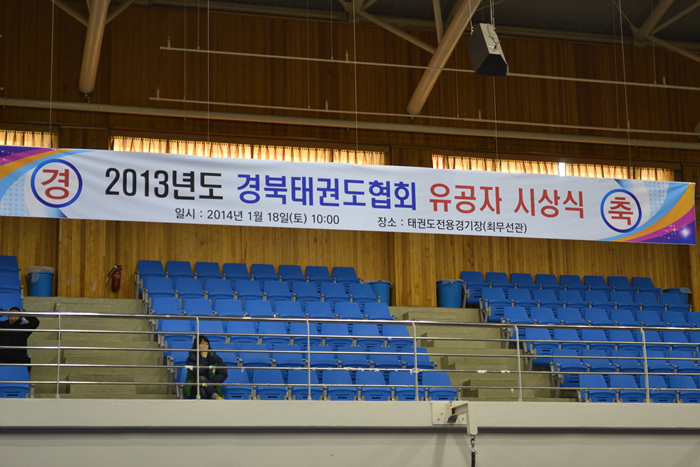 경 2013년도 경북태권도협회 유공자 시상식 축
일시 : 2014년 1월 18일(토) 10:00 장소 : 태권도전용경기장(최무선관)